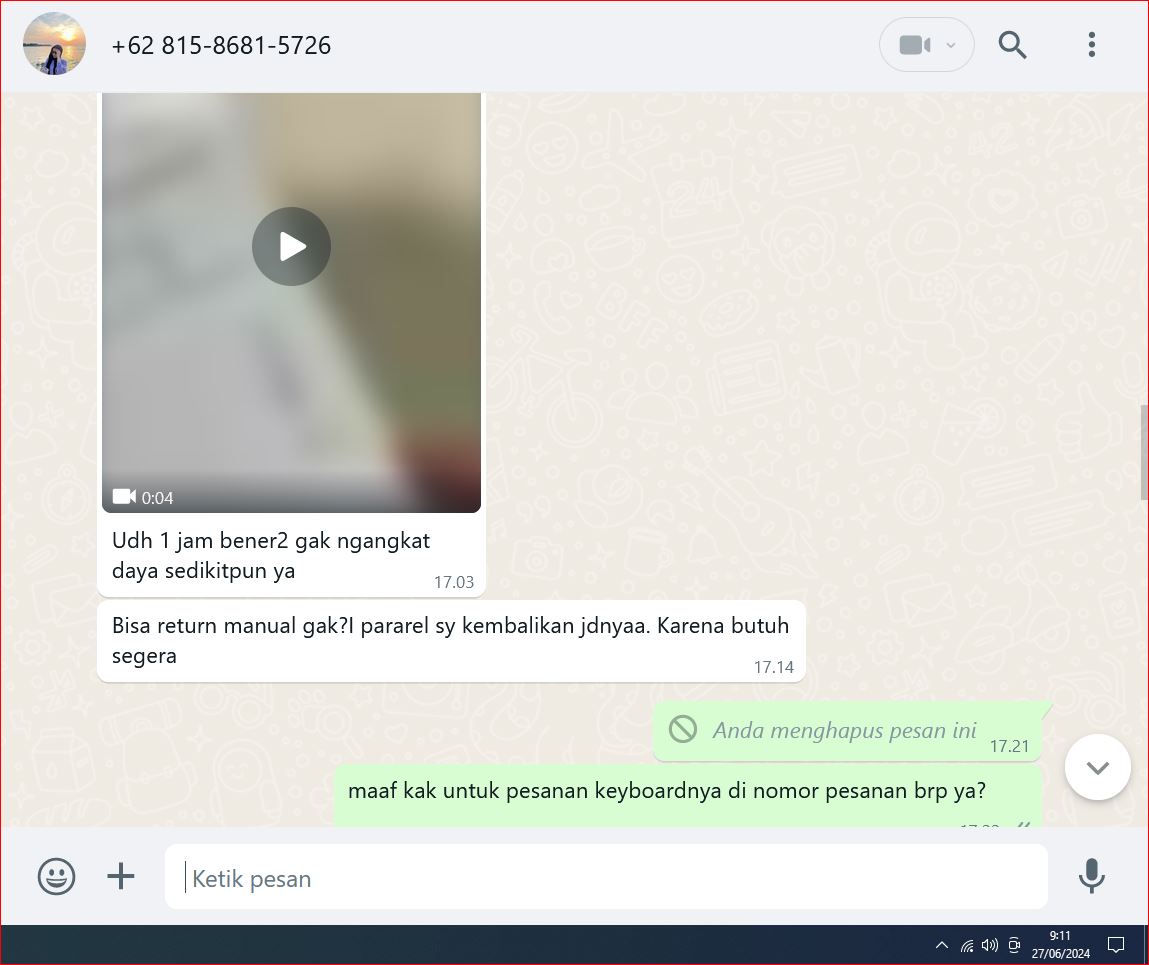 +62 815-8681-5726
0:04
Udh 1 jam bener2 gak ngangkat
daya sedikitpun ya
17.03
Bisa return manual gak?I pararel sy kembalikan jdnyaa. Karena butuh
segera
17.14
Anda menghapus pesan ini
17.21
maaf kak untuk pesanan keyboardnya di nomor pesanan brp ya?
Ketik pesan
9:11
27/06/2024